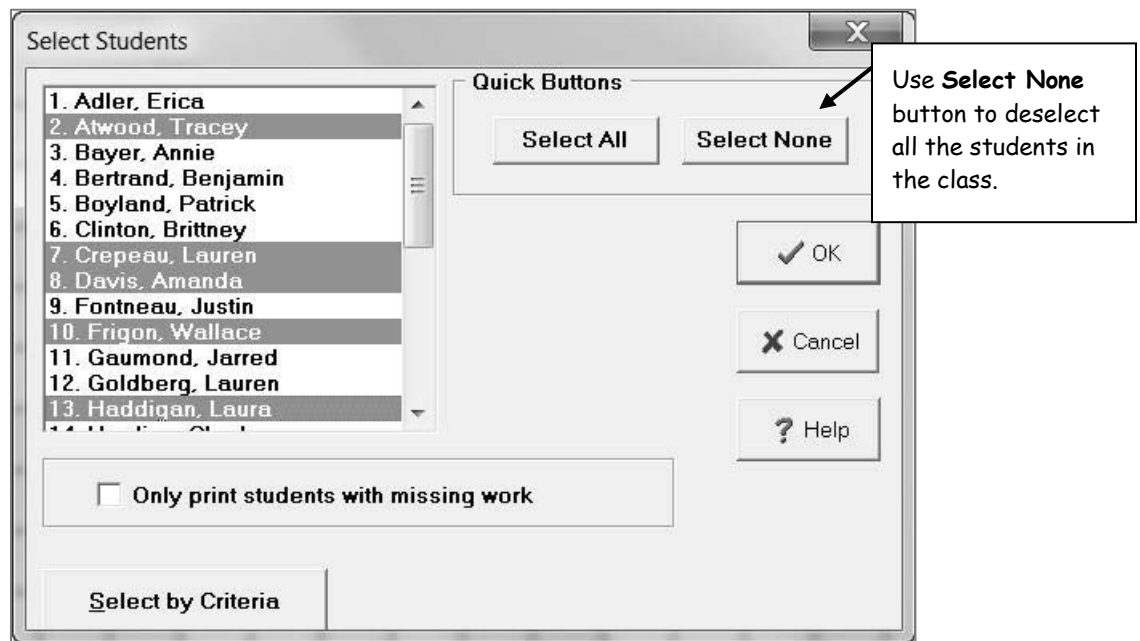 Select Students
X
1. Adler, Erica
2. Atwood, Tracey
3. Bayer, Annie
4. Bertrand, Benjamin
5. Boyland, Patrick
6. Clinton, Brittney
7. Crepeau, Lauren
8. Davis, Amanda
9. Fontneau, Justin
10. Frigon, Wallace
11. Gaumond, Jarred
12. Goldberg, Lauren
13. Haddigan, Laura
Quick Buttons
Select All
Select None
Use Select None
button to deselect
all the students in
the class.
OK
Cancel
? Help
Only print students with missing work
Select by Criteria